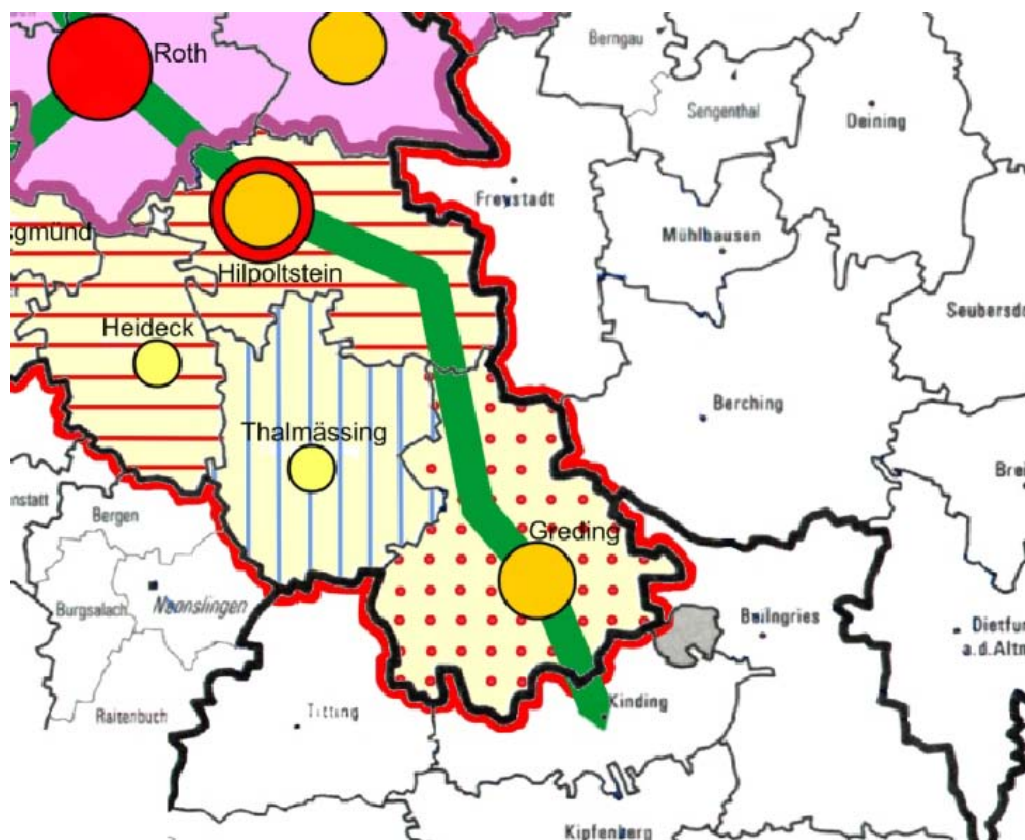 Berngau
Roth
Sengenthal
Deining
Freystadt
gmünd
Mühlhausen
Hilpoltstein
Seubersdo
Heideck
Berching
Thalmässing
Brei
nstatt
Bergen
Greding
Burgsalach
Nennslingen
Beilngries
Dietfur
a.d.Altm
Raitenbuch
Titting
Kinding
Kipfenberg